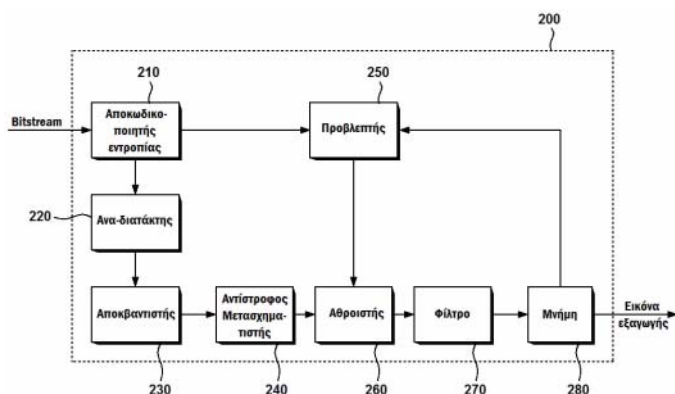 200
210
250
Bitstream
Αποκωδικο-
ποιητής
εντροπίας
Προβλεπτής
220
Ανα-διατάκτης
Αποκβαντιστής
Αντίστροφος
Μετασχημα-
τιστής
Αθροιστής
Φίλτρο
Μνήμη
Εικόνα
εξαγωγής
230
240
260
270
280